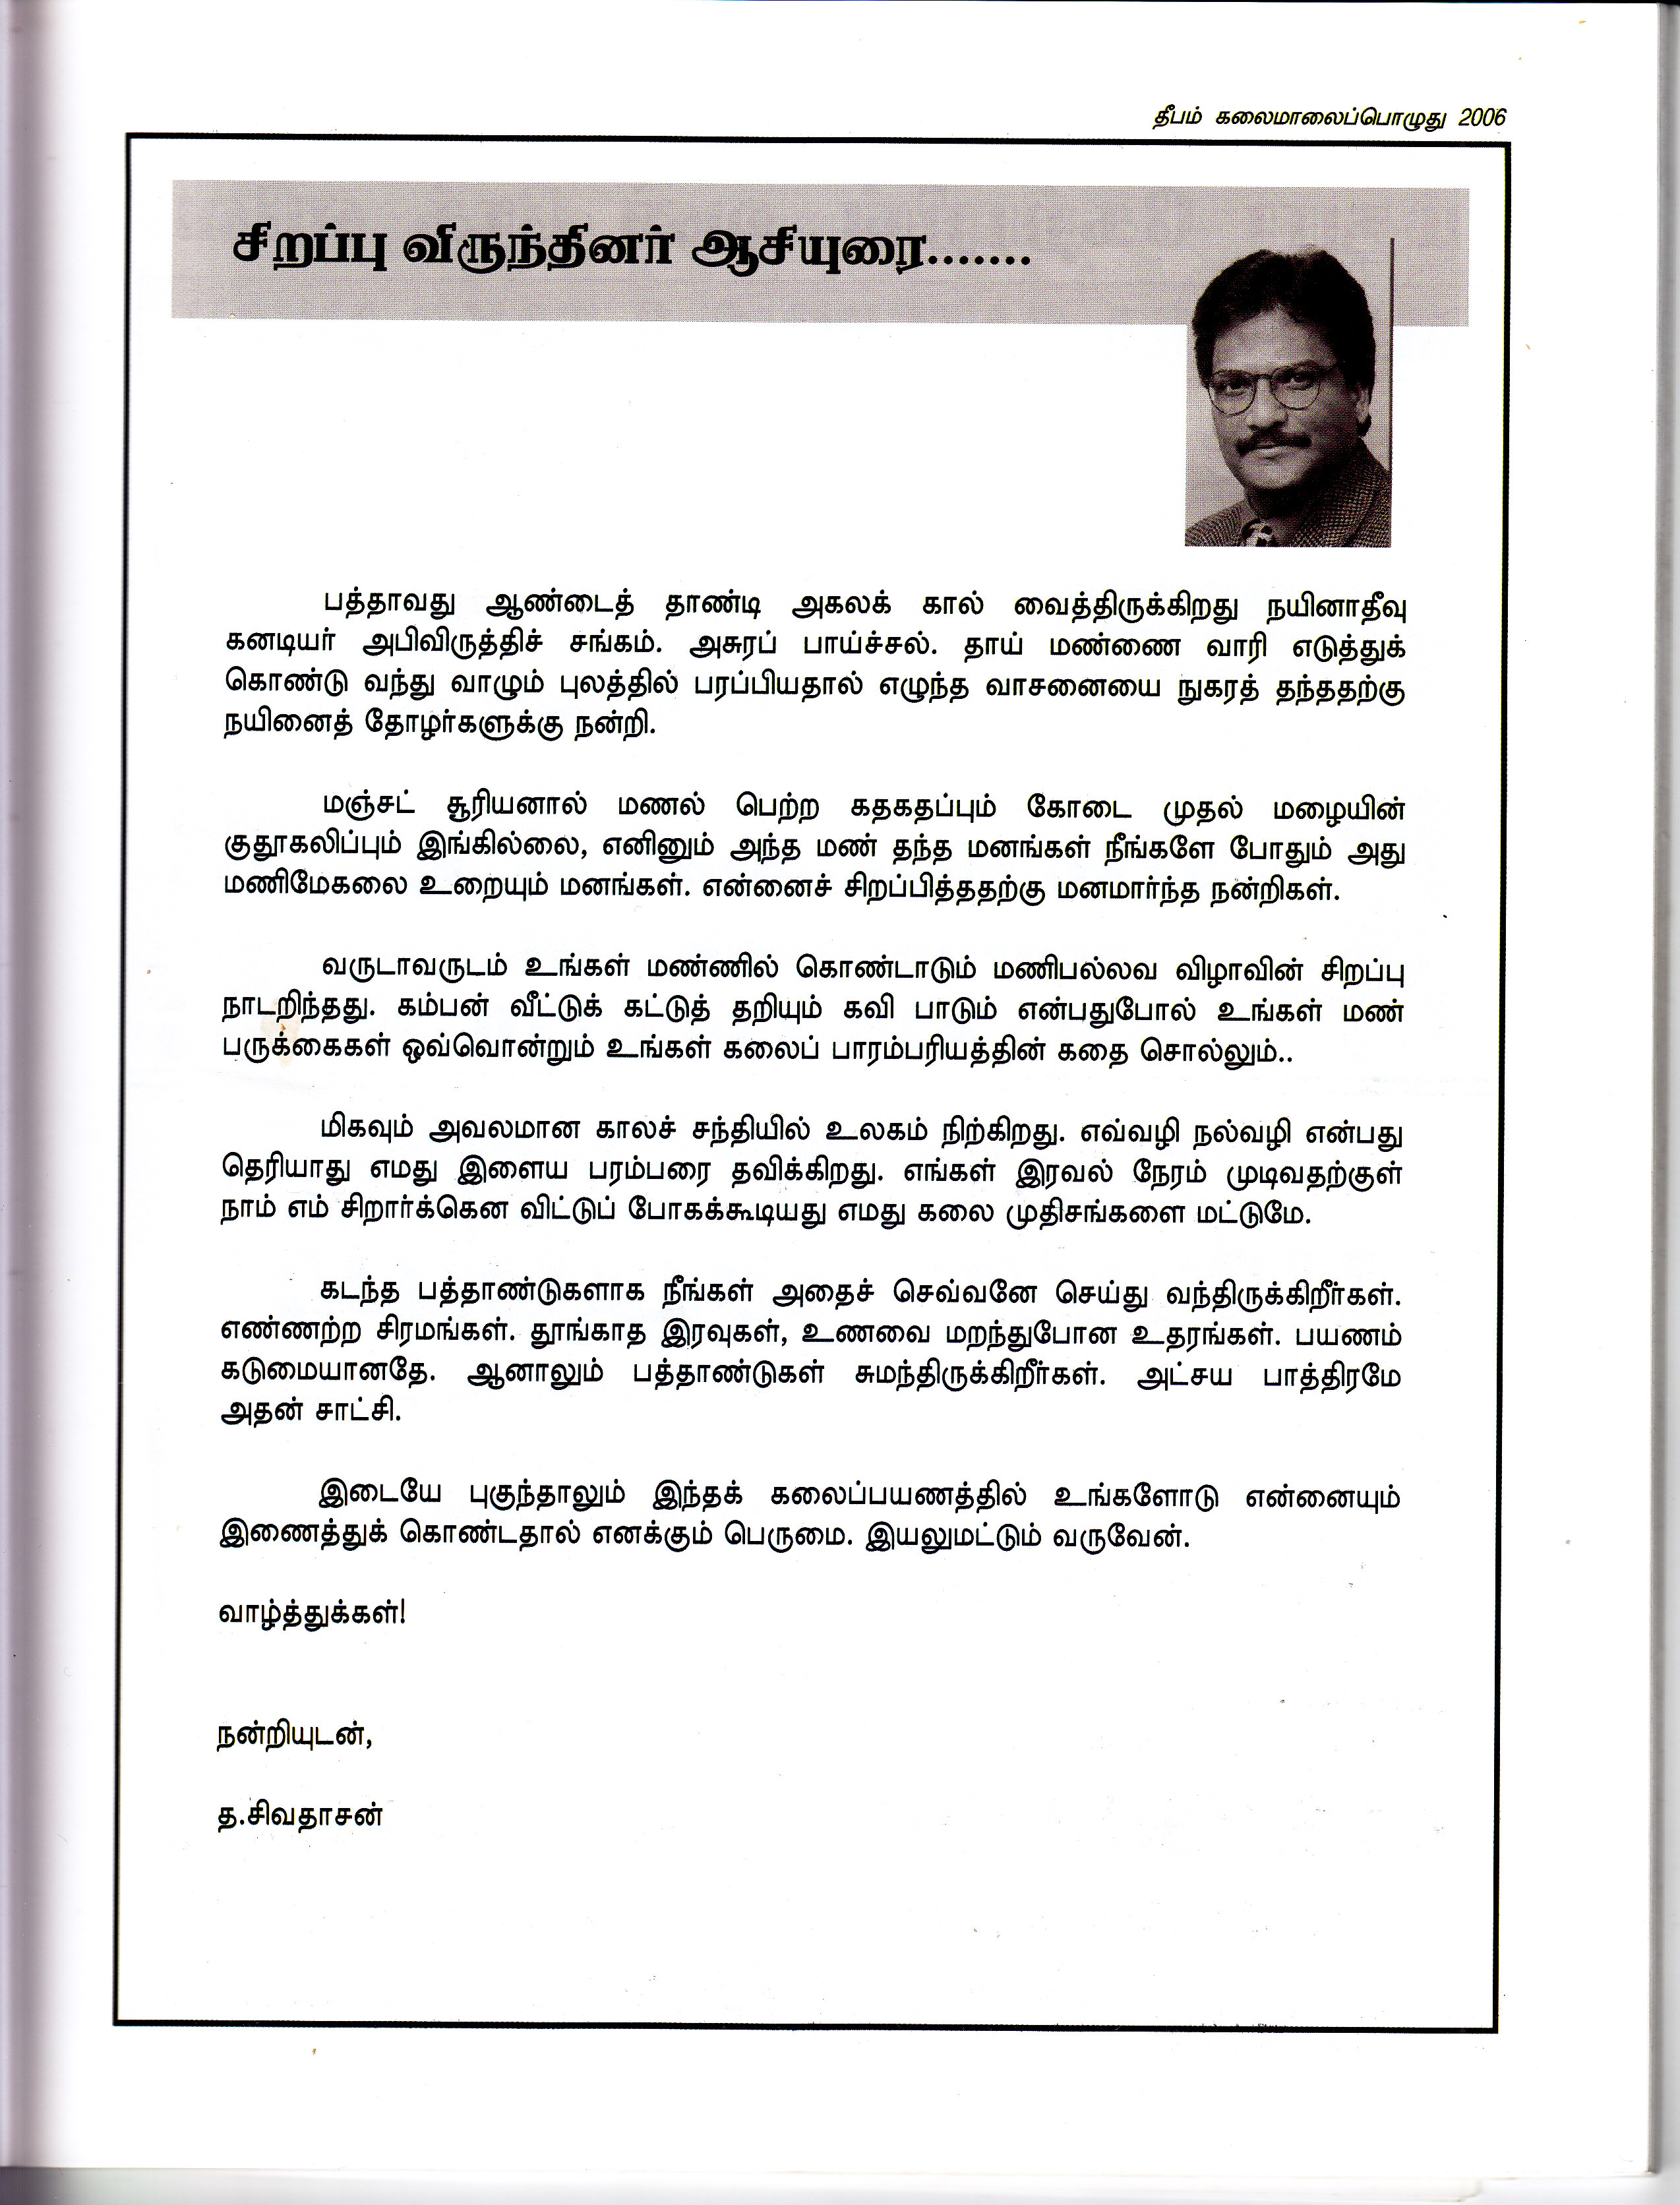 தீபம் கலைமாலைப்பொழுது 2006
சிறப்பு விருந்தினர் ஆசியுரை.......
பத்தாவது ஆண்டைத் தாண்டி அகலக் கால் வைத்திருக்கிறது நயினாதீவு
கனடியர் அபிவிருத்திச் சங்கம். அசுரப் பாய்ச்சல். தாய் மண்ணை வாரி எடுத்துக்
கொண்டு வந்து வாழும் புலத்தில் பரப்பியதால் எழுந்த வாசனையை நுகரத் தந்ததற்கு
நயினைத் தோழர்களுக்கு நன்றி.
மஞ்சட் சூரியனால் மணல் பெற்ற கதகதப்பும் கோடை முதல் மழையின்
குதூகலிப்பும் இங்கில்லை, எனினும் அந்த மண் தந்த மனங்கள் நீங்களே போதும் அது
மணிமேகலை உறையும் மனங்கள். என்னைச் சிறப்பித்ததற்கு மனமார்ந்த நன்றிகள்.
வருடாவருடம் உங்கள் மண்ணில் கொண்டாடும் மணிபல்லவ விழாவின் சிறப்பு
நாடறிந்தது. கம்பன் வீட்டுக் கட்டுத் தறியும் கவி பாடும் என்பதுபோல் உங்கள் மண்
பருக்கைகள் ஒவ்வொன்றும் உங்கள் கலைப் பாரம்பரியத்தின் கதை சொல்லும்..
மிகவும் அவலமான காலச் சந்தியில் உலகம் நிற்கிறது. எவ்வழி நல்வழி என்பது
தெரியாது எமது இளைய பரம்பரை தவிக்கிறது. எங்கள் இரவல் நேரம் முடிவதற்குள்
நாம் எம் சிறார்க்கென விட்டுப் போகக்கூடியது எமது கலை முதிசங்களை மட்டுமே.
கடந்த பத்தாண்டுகளாக நீங்கள் அதைச் செவ்வனே செய்து வந்திருக்கிறீர்கள்.
எண்ணற்ற சிரமங்கள். தூங்காத இரவுகள், உணவை மறந்துபோன உதரங்கள். பயணம்
கடுமையானதே. ஆனாலும் பத்தாண்டுகள் சுமந்திருக்கிறீர்கள். அட்சய பாத்திரமே
அதன் சாட்சி.
இடையே புகுந்தாலும் இந்தக் கலைப்பயணத்தில் உங்களோடு என்னையும்
இணைத்துக் கொண்டதால் எனக்கும் பெருமை. இயலுமட்டும் வருவேன்.
வாழ்த்துக்கள்!
நன்றியுடன்,
த.சிவதாசன்